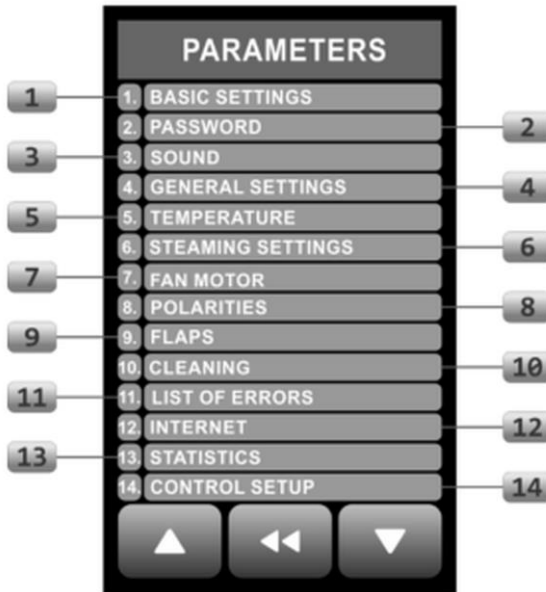 PARAMETERS
1 1. BASIC SETTINGS
2. PASSWORD 2
3 3. SOUND
4. GENERAL SETTINGS 4
5 5. TEMPERATURE
6. STEAMING SETTINGS 6
7 7. FAN MOTOR
8. POLARITIES 8
9 9. FLAPS
10. CLEANING 10
11 11. LIST OF ERRORS
12. INTERNET 12
13 13. STATISTICS
14. CONTROL SETUP 14